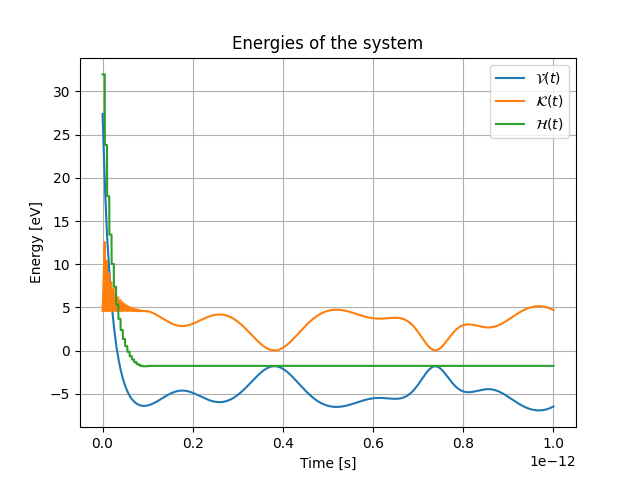 Energies of the system
𝒱(t)
𝒦(t)
ℋ(t)
Energy [eV]
30
25
20
15
10
5
0
−5
0.0
0.2
0.4
0.6
0.8
1.0
1e−12
Time [s]